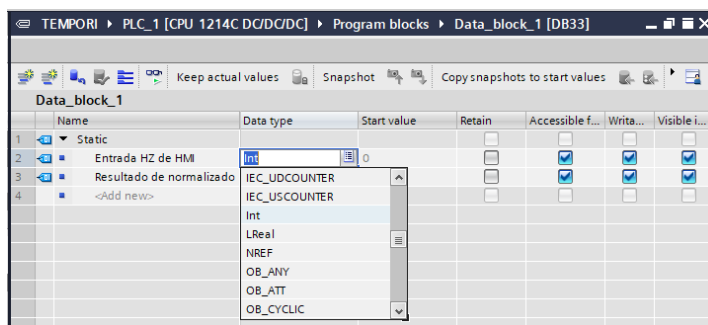 TEMPORI ▸ PLC_1 [CPU 1214C DC/DC/DC] ▸ Program blocks ▸ Data_block_1 [DB33]
Keep actual values Snapshot Copy snapshots to start values
Data_block_1
Name Data type Start value Retain Accessible f... Writa... Visible i...
1 Static
2 Entrada HZ de HMI Int 0
3 Resultado de normalizado IEC_UDCOUNTER
4 <Add new> IEC_USCOUNTER
Int
LReal
NREF
OB_ANY
OB_ATT
OB_CYCLIC